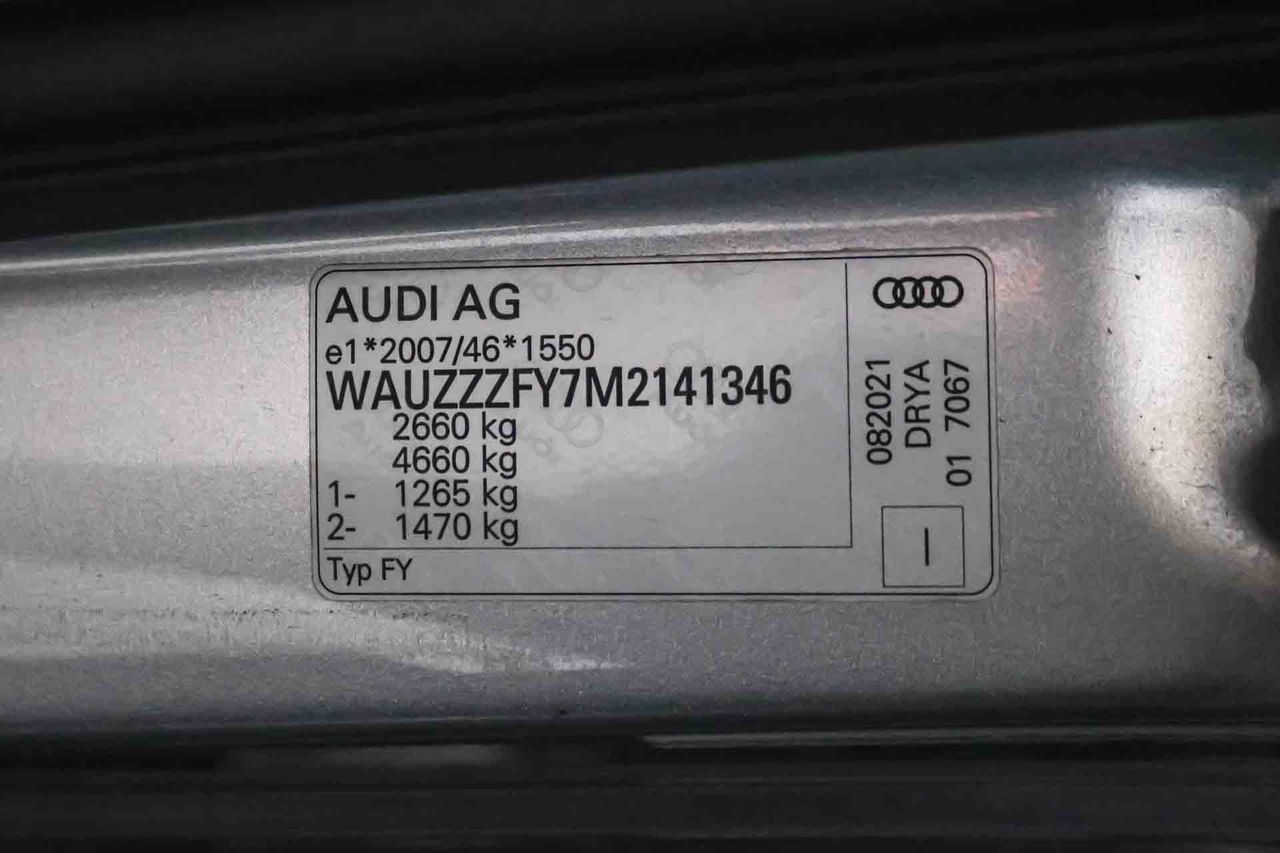 AUDI AG
e1*2007/46*1550
WAUZZZFY7M2141346
2660 kg
4660 kg
1- 1265 kg
2- 1470 kg
Typ FY
082021
DRYA
01 7067
I